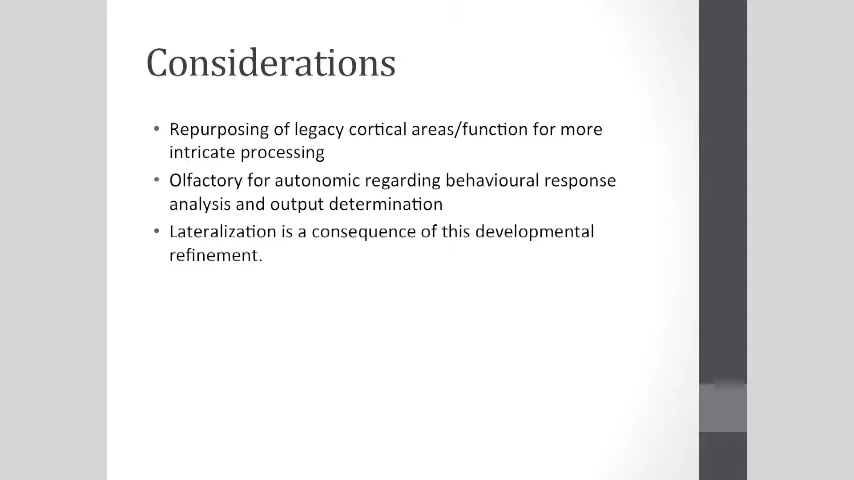 Considerations
• Repurposing of legacy cortical areas/function for more
intricate processing
• Olfactory for autonomic regarding behavioural response
analysis and output determination
• Lateralization is a consequence of this developmental
refinement.